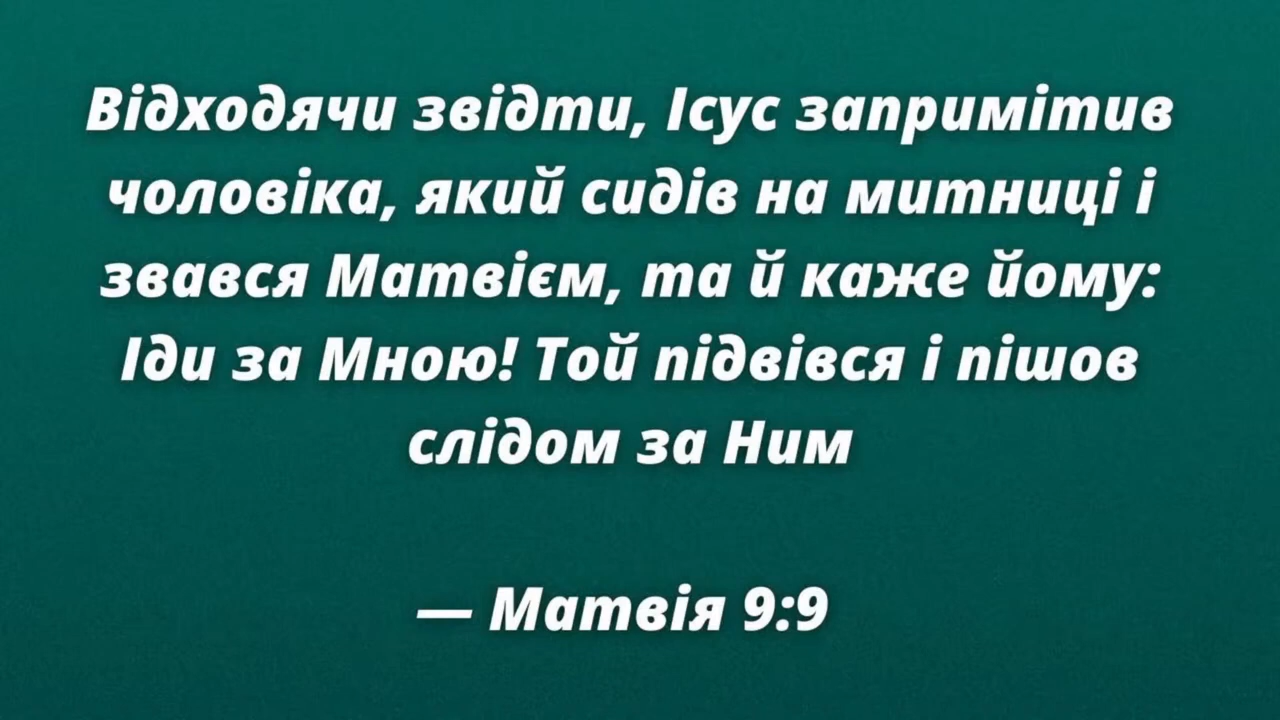 Відходячи звідти, Ісус запримітив
чоловіка, який сидів на митниці і
звався Матвієм, та й каже йому:
Іди за Мною! Той підвівся і пішов
слідом за Ним
— Матвія 9:9